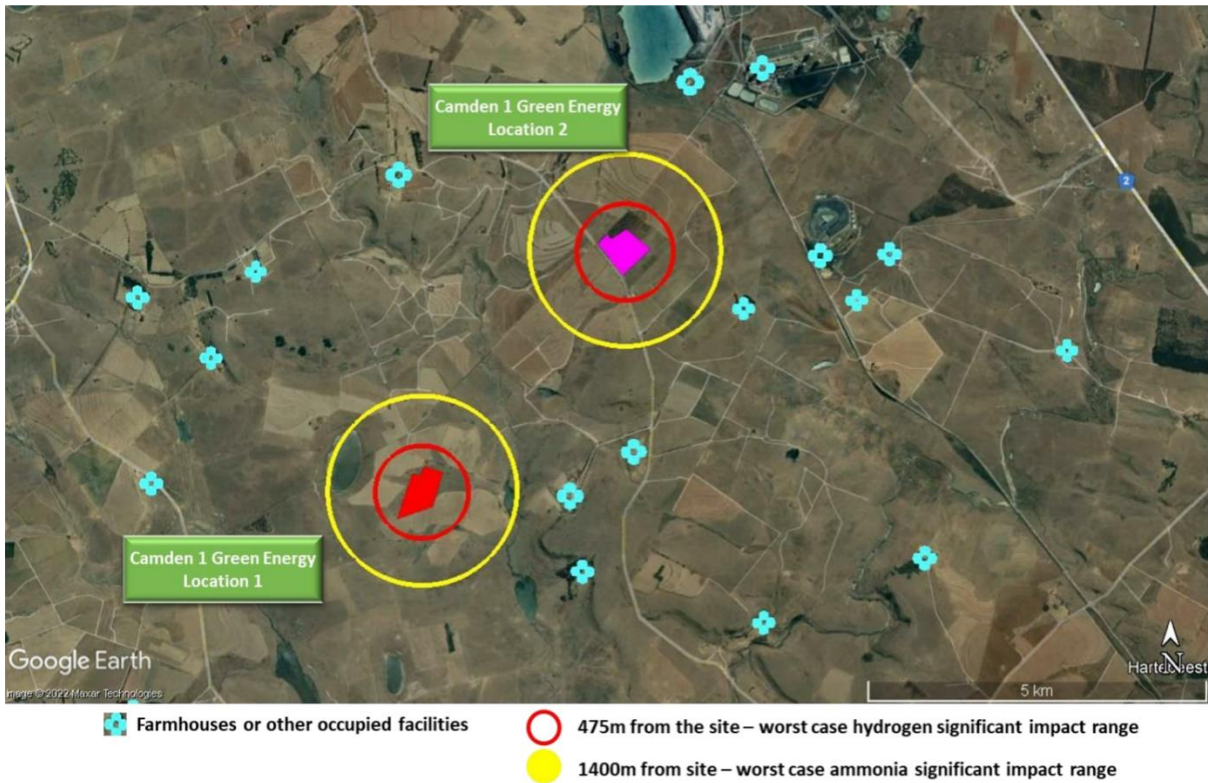 Camden 1 Green Energy
Location 2
2
Camden 1 Green Energy
Location 1
Google Earth
Image © 2022 Maxar Technologies
N
5 km
Farmhouses or other occupied facilities
475m from the site – worst case hydrogen significant impact range
1400m from site – worst case ammonia significant impact range